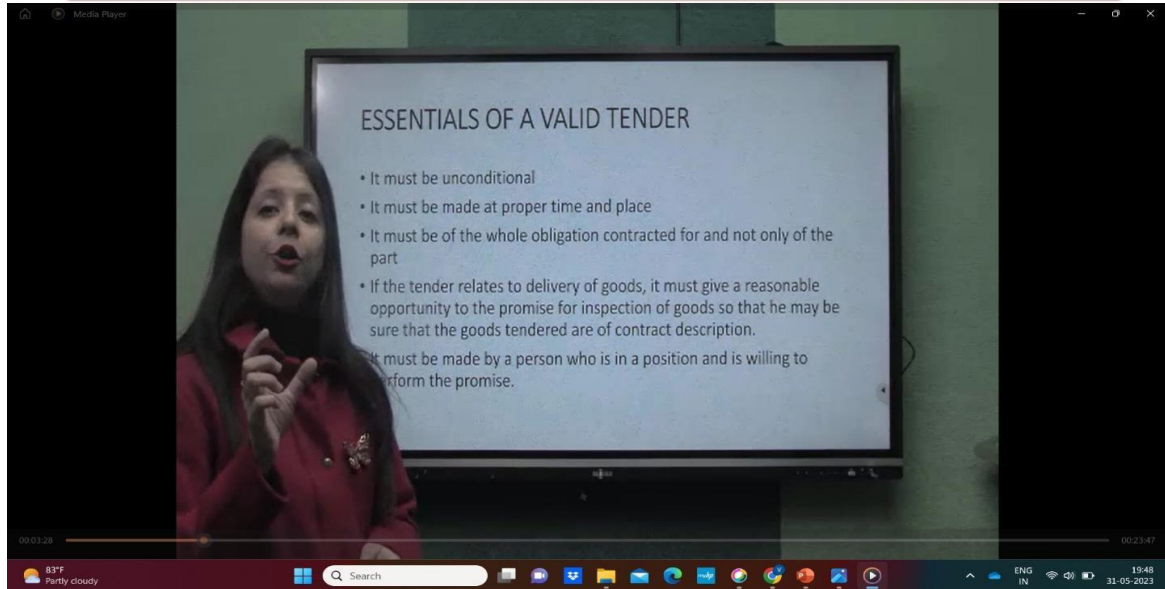 Media Player
ESSENTIALS OF A VALID TENDER
• It must be unconditional
• It must be made at proper time and place
• It must be of the whole obligation contracted for and not only of the
part
• If the tender relates to delivery of goods, it must give a reasonable
opportunity to the promise for inspection of goods so that he may be
sure that the goods tendered are of contract description.
It must be made by a person who is in a position and is willing to
rform the promise.
00:03:28
00:23:47
83°F
Partly cloudy
Search
ENG
IN
19:48
31-05-2023